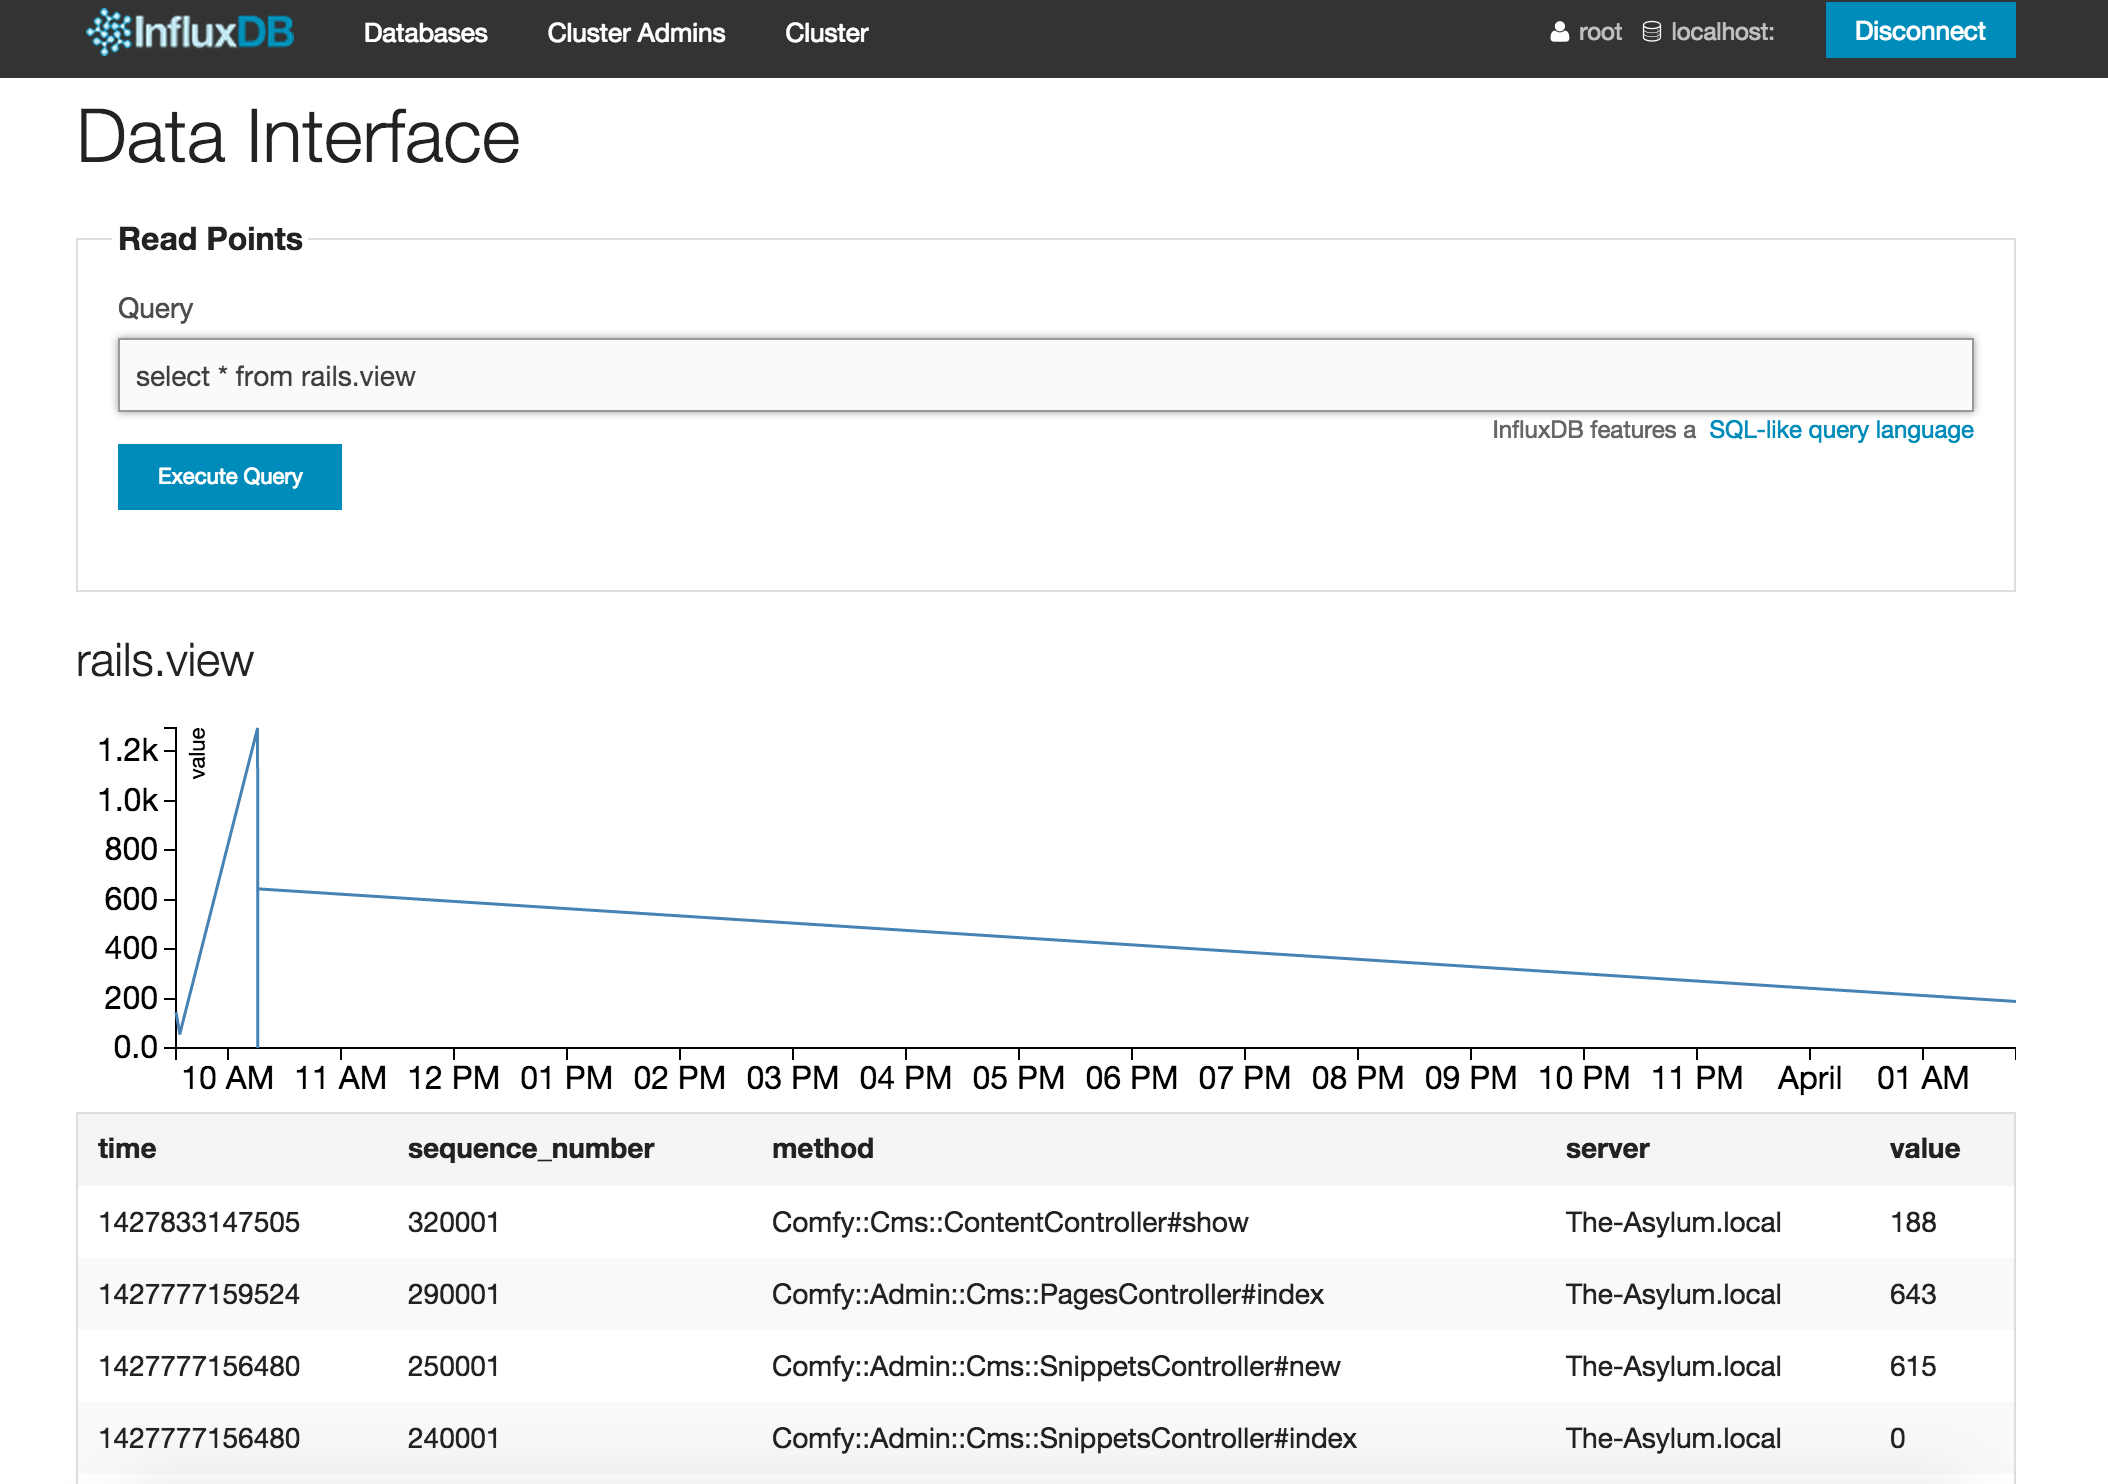 InfluxDB Databases Cluster Admins Cluster root localhost: Disconnect
Data Interface
Read Points
Query
select * from rails.view
InfluxDB features a SQL-like query language
Execute Query
rails.view
value
1.2k
1.0k
800
600
400
200
0.0
10 AM 11 AM 12 PM 01 PM 02 PM 03 PM 04 PM 05 PM 06 PM 07 PM 08 PM 09 PM 10 PM 11 PM April 01 AM
time sequence_number method server value
1427833147505 320001 Comfy::Cms::ContentController#show The-Asylum.local 188
1427777159524 290001 Comfy::Admin::Cms::PagesController#index The-Asylum.local 643
1427777156480 250001 Comfy::Admin::Cms::SnippetsController#new The-Asylum.local 615
1427777156480 240001 Comfy::Admin::Cms::SnippetsController#index The-Asylum.local 0